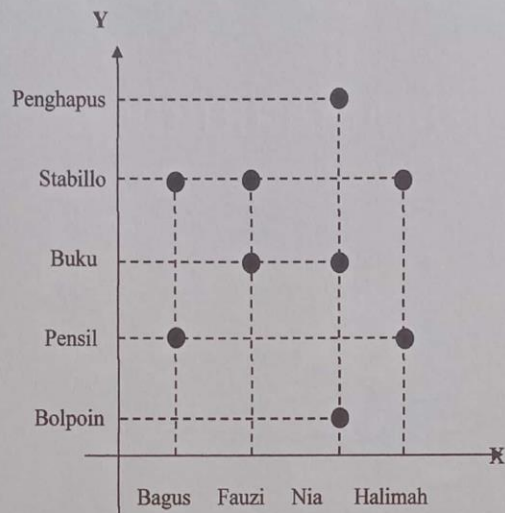 Y
Penghapus
Stabillo
Buku
Pensil
Bolpoin
X
Bagus Fauzi Nia Halimah